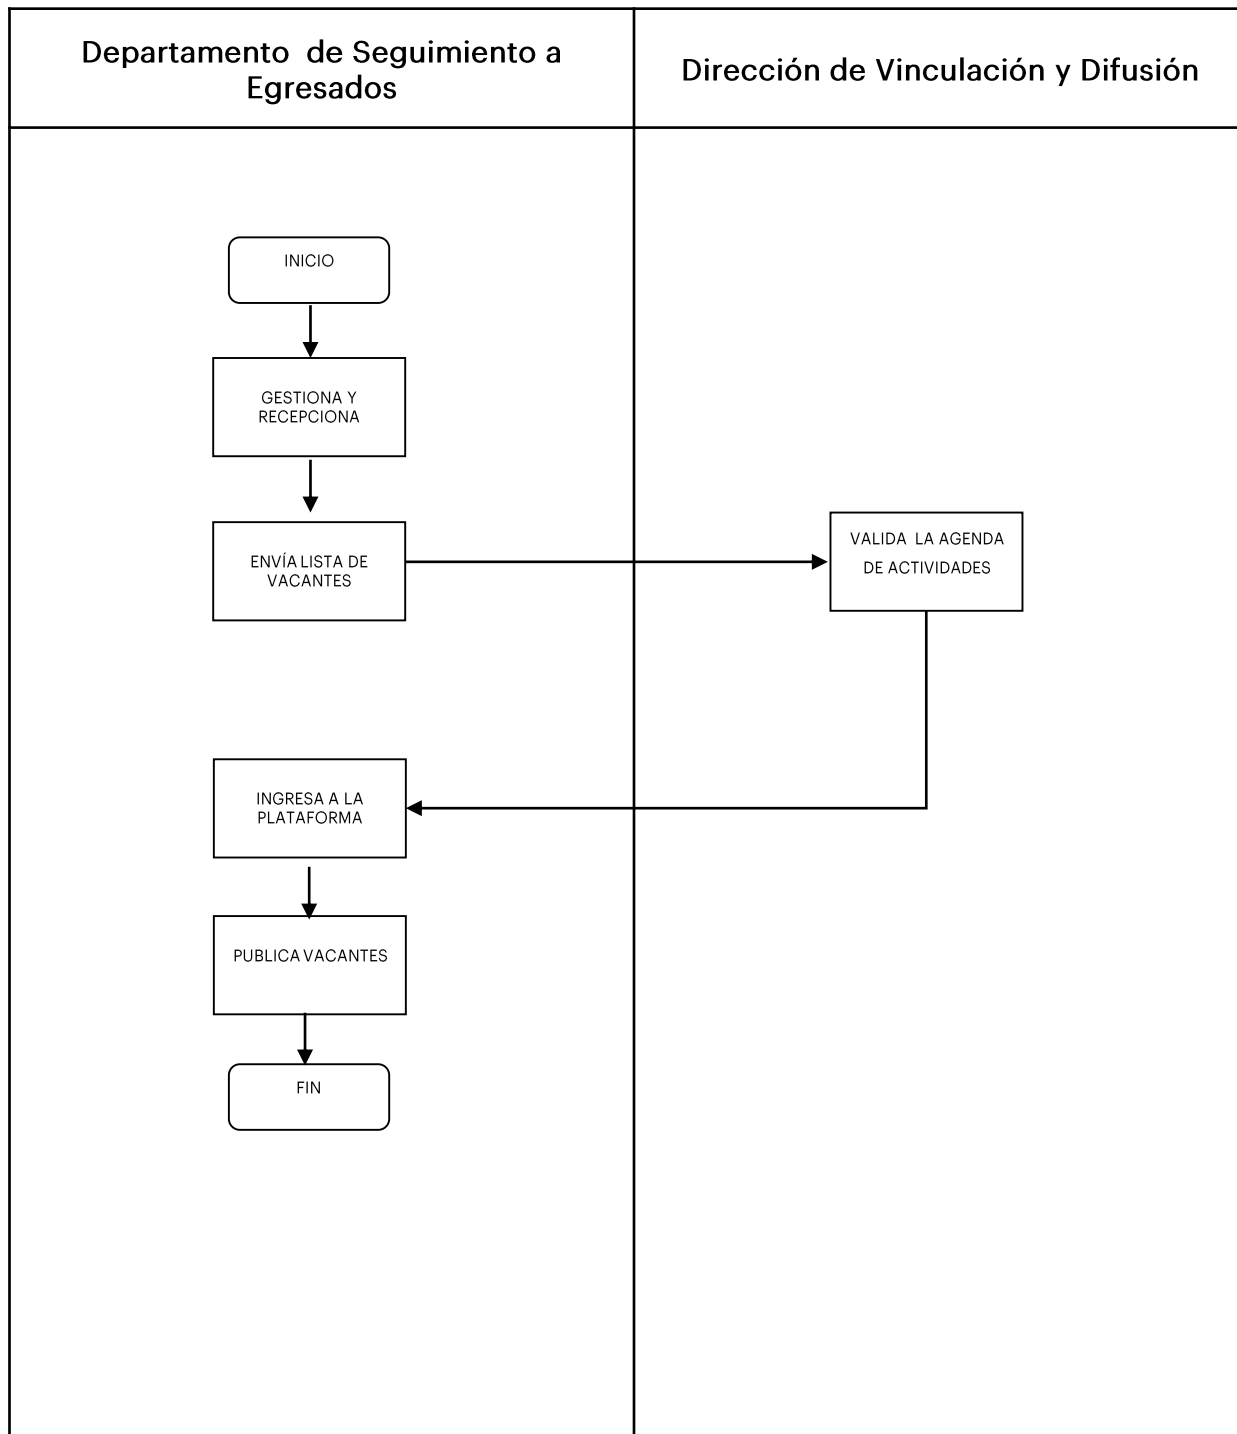 Departamento  de Seguimiento a
Egresados
Dirección de Vinculación y Difusión
INICIO
GESTIONA Y
RECEPCIONA
ENVÍA LISTA DE
VACANTES
VALIDA  LA AGENDA
DE ACTIVIDADES
INGRESA A LA
PLATAFORMA
PUBLICA VACANTES
FIN